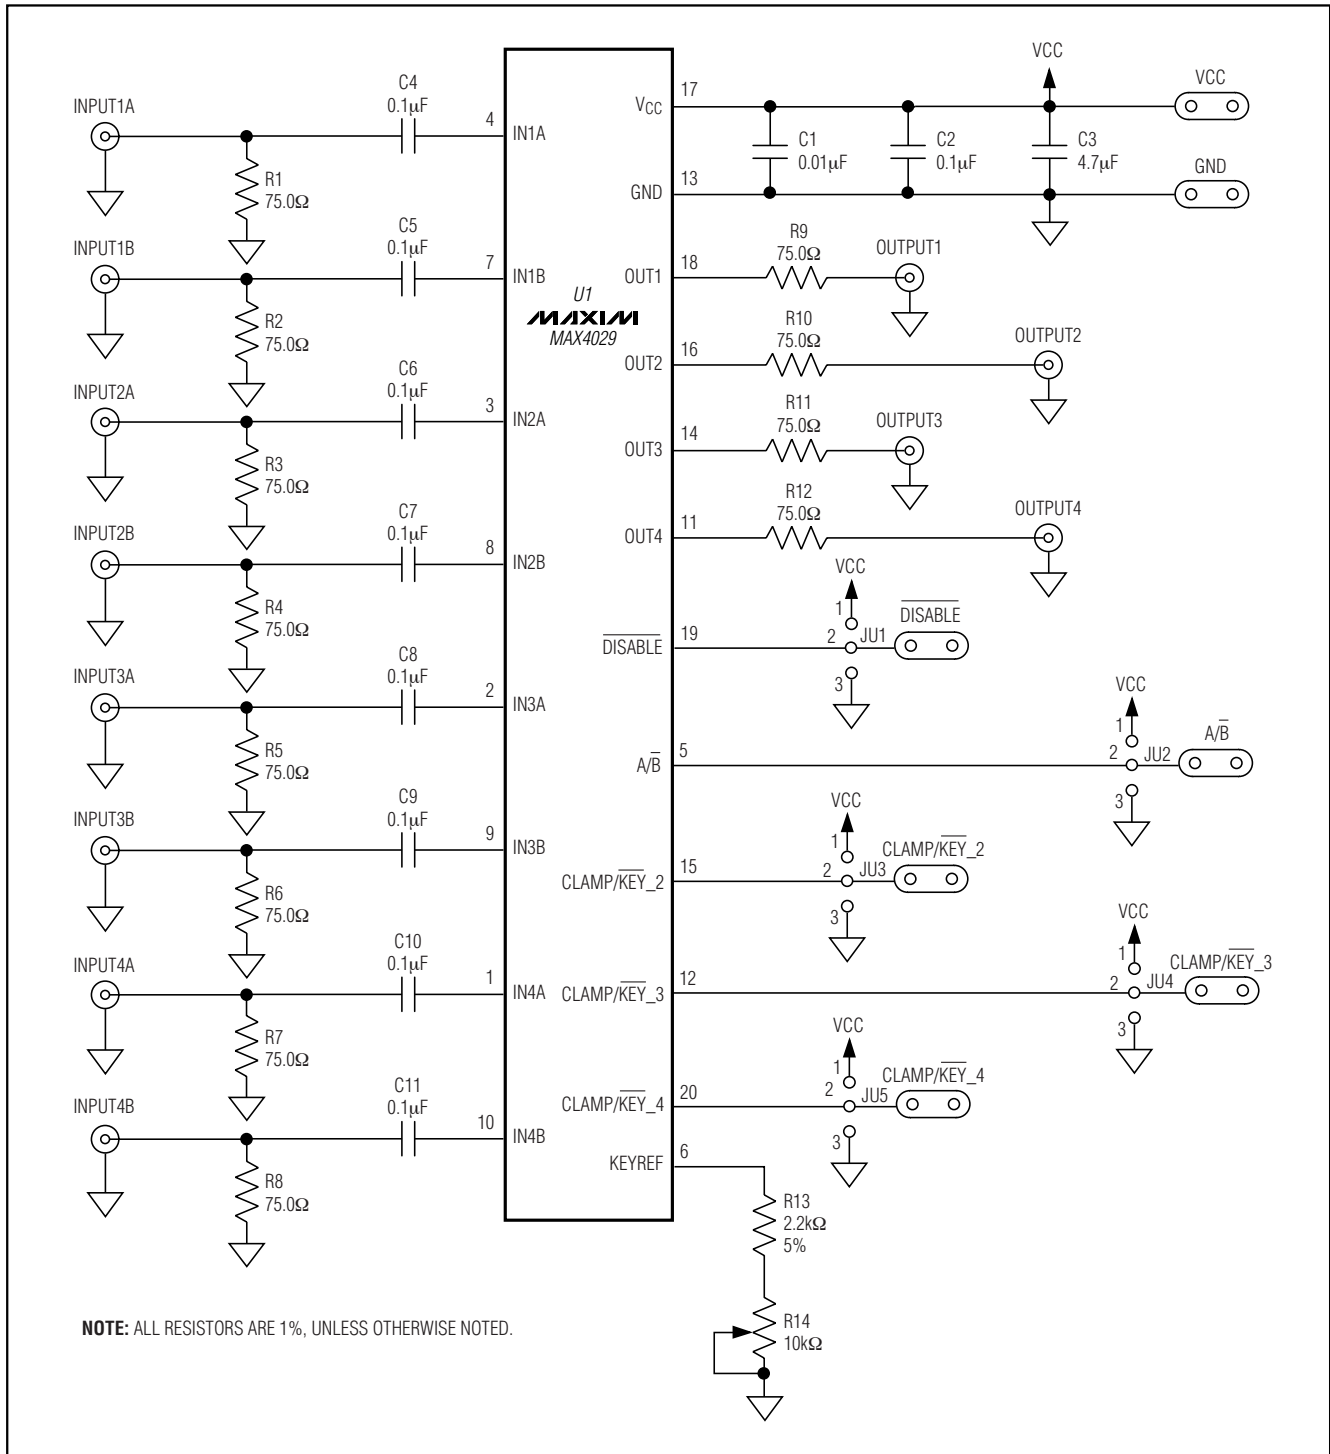 INPUT1A
C4
0.1µF
4
IN1A
R1
75.0Ω
INPUT1B
C5
0.1µF
7
IN1B
R2
75.0Ω
INPUT2A
C6
0.1µF
3
IN2A
R3
75.0Ω
INPUT2B
C7
0.1µF
8
IN2B
R4
75.0Ω
INPUT3A
C8
0.1µF
2
IN3A
R5
75.0Ω
INPUT3B
C9
0.1µF
9
IN3B
R6
75.0Ω
INPUT4A
C10
0.1µF
1
IN4A
R7
75.0Ω
INPUT4B
C11
0.1µF
10
IN4B
R8
75.0Ω
U1
MAXIM
MAX4029
VCC
17
VCC
VCC
C1
0.01µF
C2
0.1µF
C3
4.7µF
GND
13
GND
OUT1
18
R9
75.0Ω
OUTPUT1
OUT2
16
R10
75.0Ω
OUTPUT2
OUT3
14
R11
75.0Ω
OUTPUT3
OUT4
11
R12
75.0Ω
OUTPUT4
D̅I̅S̅A̅B̅L̅E̅
19
VCC
1
2
3
JU1
D̅I̅S̅A̅B̅L̅E̅
A/B̅
5
VCC
1
2
3
JU2
A/B̅
CLAMP/K̅E̅Y̅_2
15
VCC
1
2
3
JU3
CLAMP/K̅E̅Y̅_2
CLAMP/K̅E̅Y̅_3
12
VCC
1
2
3
JU4
CLAMP/K̅E̅Y̅_3
CLAMP/K̅E̅Y̅_4
20
VCC
1
2
3
JU5
CLAMP/K̅E̅Y̅_4
KEYREF
6
R13
2.2kΩ
5%
R14
10kΩ
NOTE: ALL RESISTORS ARE 1%, UNLESS OTHERWISE NOTED.